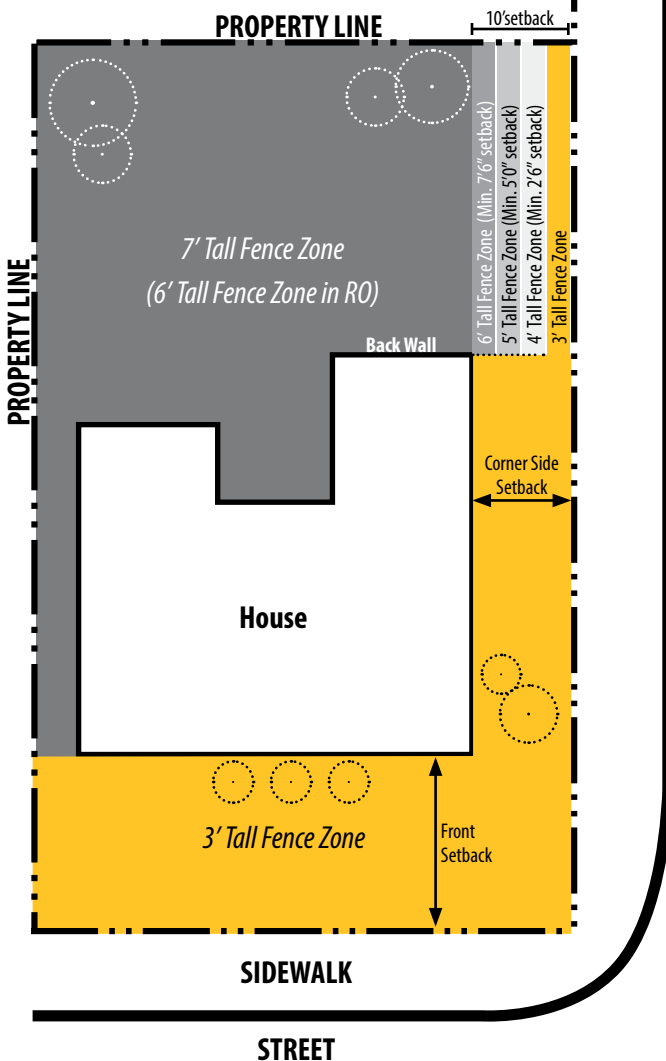 10’setback
PROPERTY LINE
6’ Tall Fence Zone (Min. 7’6” setback)
5’ Tall Fence Zone (Min. 5’0” setback)
4’ Tall Fence Zone (Min. 2’6” setback)
3’ Tall Fence Zone
7’ Tall Fence Zone
(6’ Tall Fence Zone in RO)
PROPERTY LINE
Back Wall
Corner Side
Setback
House
3’ Tall Fence Zone
Front
Setback
SIDEWALK
STREET